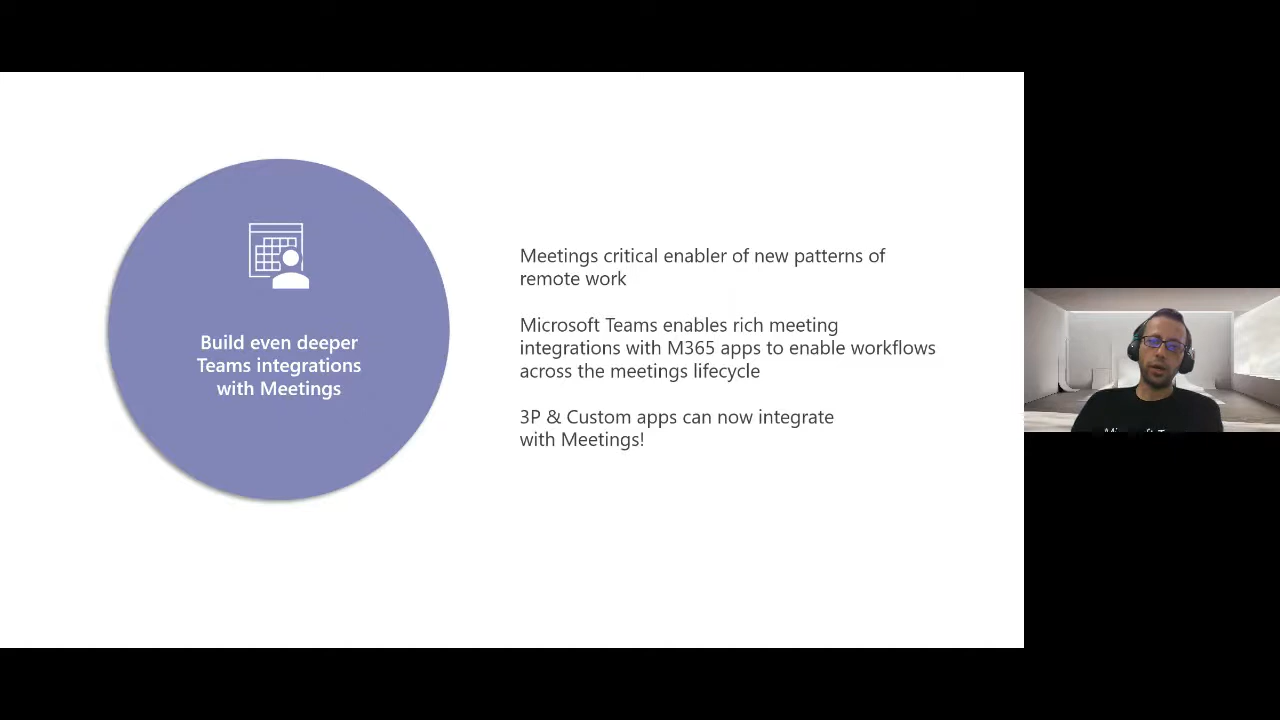 Build even deeper
Teams integrations
with Meetings
Meetings critical enabler of new patterns of
remote work
Microsoft Teams enables rich meeting
integrations with M365 apps to enable workflows
across the meetings lifecycle
3P & Custom apps can now integrate
with Meetings!